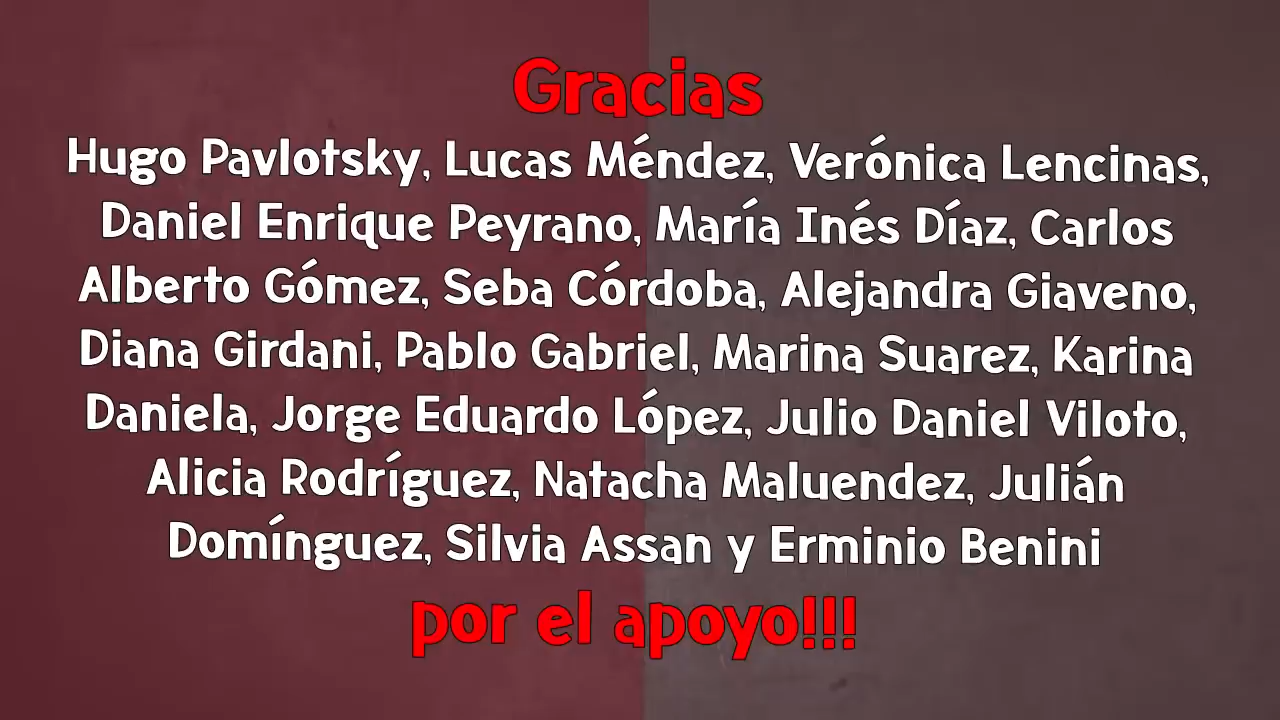 Gracias
Hugo Pavlotsky, Lucas Méndez, Verónica Lencinas,
Daniel Enrique Peyrano, María Inés Díaz, Carlos
Alberto Gómez, Seba Córdoba, Alejandra Giaveno,
Diana Girdani, Pablo Gabriel, Marina Suarez, Karina
Daniela, Jorge Eduardo López, Julio Daniel Viloto,
Alicia Rodríguez, Natacha Maluendez, Julián
Domínguez, Silvia Assan y Erminio Benini
por el apoyo!!!